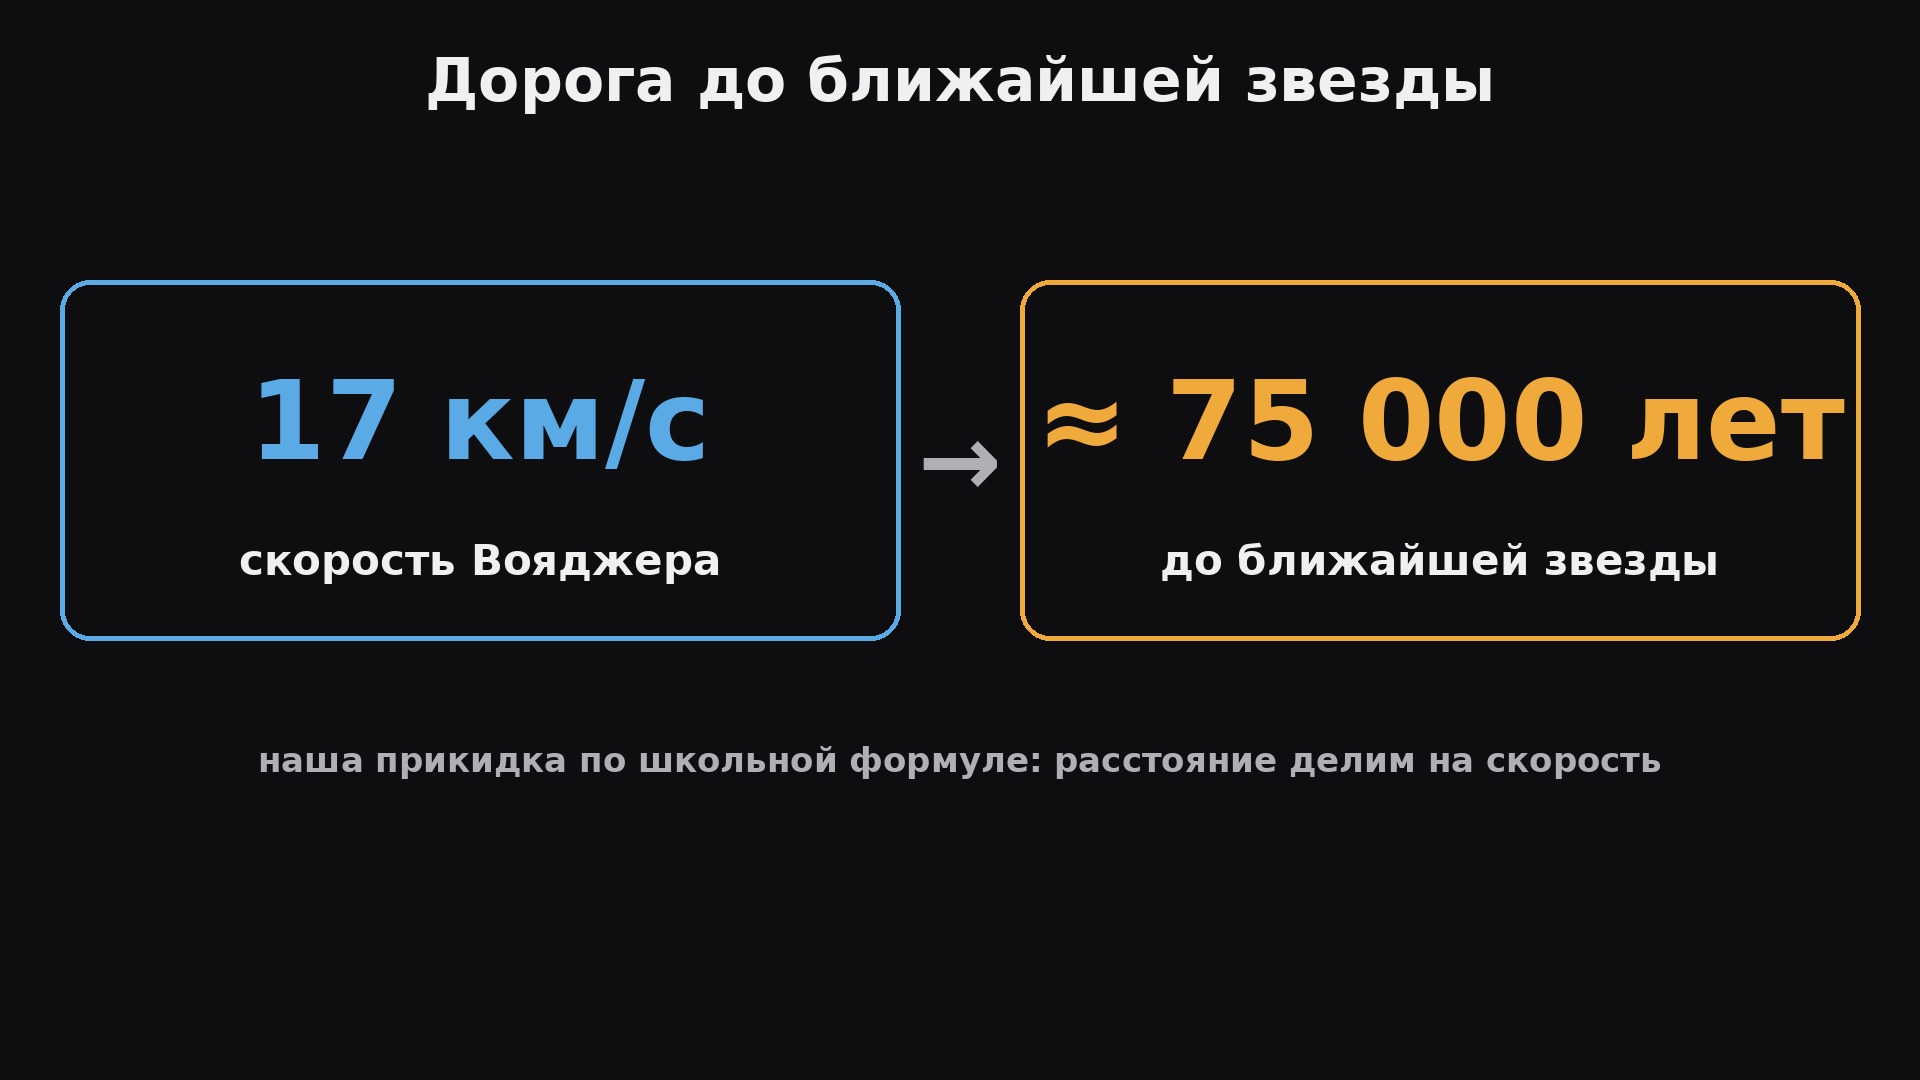 Дорога до ближайшей звезды
17 км/с
скорость Вояджера
→
≈ 75 000 лет
до ближайшей звезды
наша прикидка по школьной формуле: расстояние делим на скорость